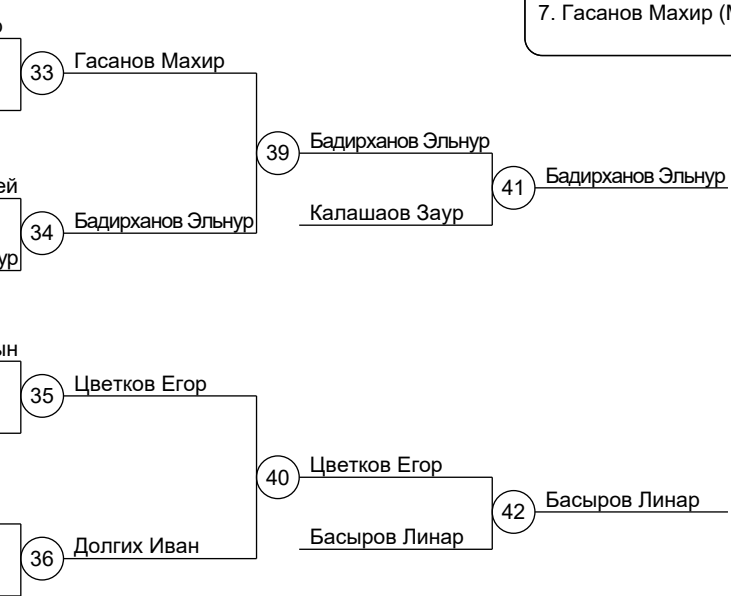 7. Гасанов Махир
33
Гасанов Махир
39
Бадирханов Эльнур
41
Бадирханов Эльнур
34
Бадирханов Эльнур
Калашаов Заур
35
Цветков Егор
40
Цветков Егор
42
Басыров Линар
Басыров Линар
36
Долгих Иван